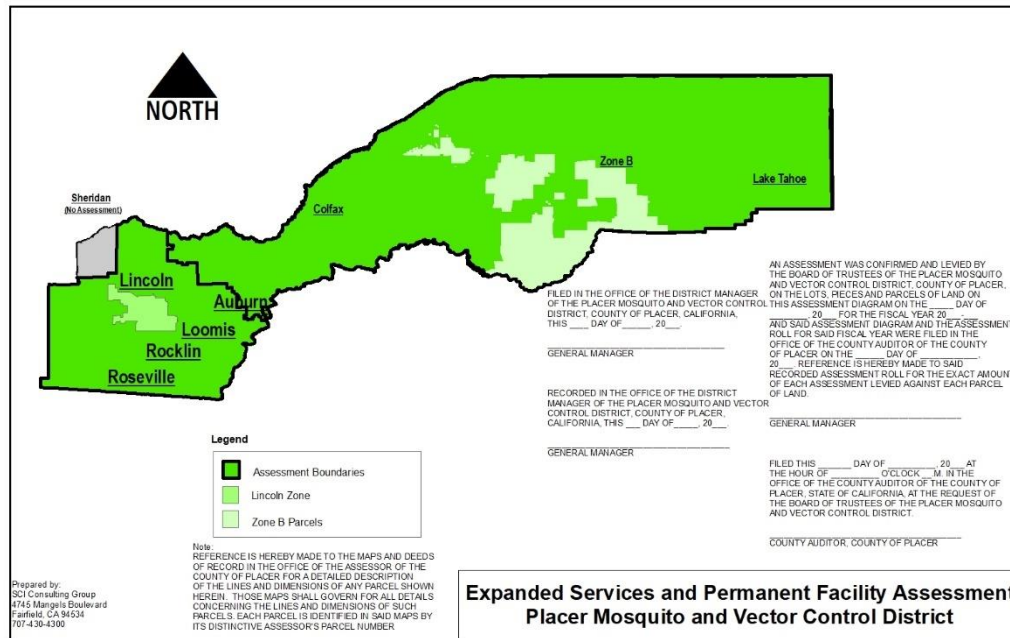 NORTH
Sheridan
(No Assessment)
Zone B
Lake Tahoe
Colfax
Lincoln
Auburn
Loomis
Rocklin
Roseville
FILED IN THE OFFICE OF THE DISTRICT MANAGER
OF THE PLACER MOSQUITO AND VECTOR CONTROL
DISTRICT, COUNTY OF PLACER, CALIFORNIA,
THIS ____ DAY OF______, 20___.
GENERAL MANAGER
RECORDED IN THE OFFICE OF THE DISTRICT
MANAGER OF THE PLACER MOSQUITO AND VECTOR
CONTROL DISTRICT, COUNTY OF PLACER,
CALIFORNIA, THIS ___ DAY OF_____, 20___.
GENERAL MANAGER
AN ASSESSMENT WAS CONFIRMED AND LEVIED BY
THE BOARD OF TRUSTEES OF THE PLACER MOSQUITO
AND VECTOR CONTROL DISTRICT, COUNTY OF PLACER,
ON THE LOTS, PIECES AND PARCELS OF LAND ON
THIS ASSESSMENT DIAGRAM ON THE _____ DAY OF
_______, 20___ FOR THE FISCAL YEAR 20___-___
AND SAID ASSESSMENT DIAGRAM AND THE ASSESSMENT
ROLL FOR SAID FISCAL YEAR WERE FILED IN THE
OFFICE OF THE COUNTY AUDITOR OF THE COUNTY
OF PLACER ON THE ______ DAY OF ___________,
20___. REFERENCE IS HEREBY MADE TO SAID
RECORDED ASSESSMENT ROLL FOR THE EXACT AMOUNT
OF EACH ASSESSMENT LEVIED AGAINST EACH PARCEL
OF LAND.
GENERAL MANAGER
FILED THIS _______ DAY OF _________, 20___ AT
THE HOUR OF _________ O'CLOCK __M. IN THE
OFFICE OF THE COUNTY AUDITOR OF THE COUNTY OF
PLACER, STATE OF CALIFORNIA, AT THE REQUEST OF
THE BOARD OF TRUSTEES OF THE PLACER MOSQUITO
AND VECTOR CONTROL DISTRICT.
COUNTY AUDITOR, COUNTY OF PLACER
Legend
Assessment Boundaries
Lincoln Zone
Zone B Parcels
Note:
REFERENCE IS HEREBY MADE TO THE MAPS AND DEEDS
OF RECORD IN THE OFFICE OF THE ASSESSOR OF THE
COUNTY OF PLACER FOR A DETAILED DESCRIPTION
OF THE LINES AND DIMENSIONS OF ANY PARCEL SHOWN
HEREIN. THOSE MAPS SHALL GOVERN FOR ALL DETAILS
CONCERNING THE LINES AND DIMENSIONS OF SUCH
PARCELS. EACH PARCEL IS IDENTIFIED IN SAID MAPS BY
ITS DISTINCTIVE ASSESSOR'S PARCEL NUMBER
Prepared by:
SCI Consulting Group
4745 Mangels Boulevard
Fairfield, CA 94534
707-430-4300
Expanded Services and Permanent Facility Assessment
Placer Mosquito and Vector Control District